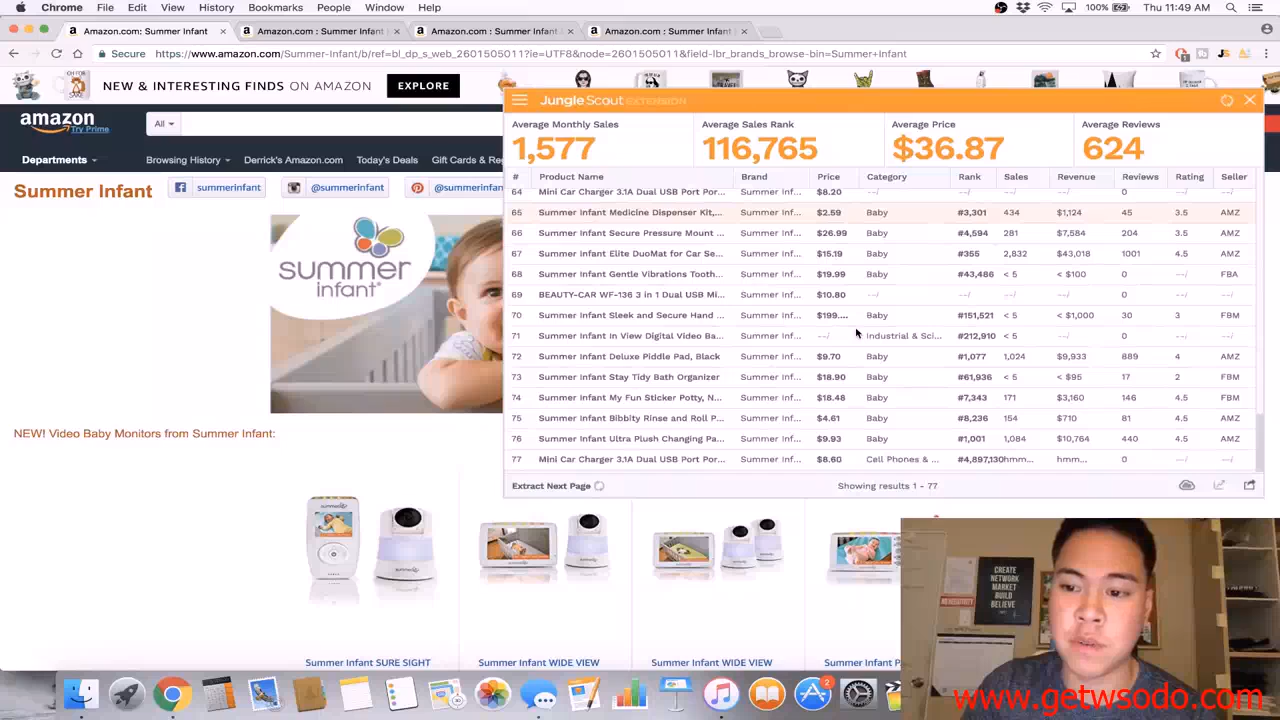 Chrome File Edit View History Bookmarks People Window Help
100% Thu 11:49 AM
Amazon.com: Summer Infant × Amazon.com : Summer Infant × Amazon.com : Summer Infant × Amazon.com : Summer Infant ×
Secure https://www.amazon.com/Summer-Infant/b/ref=bl_dp_s_web_2601505011?ie=UTF8&node=2601505011&field-lbr_brands_browse-bin=Summer+Infant
NEW & INTERESTING FINDS ON AMAZON EXPLORE
amazon
Try Prime
All
Departments Browsing History Derrick's Amazon.com Today's Deals Gift Cards & Re
Summer Infant summerinfant @summerinfant @summerinfan
summer
infant
NEW! Video Baby Monitors from Summer Infant:
Jungle Scout EXTENSION
Average Monthly Sales Average Sales Rank Average Price Average Reviews
1,577 116,765 $36.87 624
# Product Name Brand Price Category Rank Sales Revenue Reviews Rating Seller
64 Mini Car Charger 3.1A Dual USB Port Por... Summer Inf... $8.20 --/ --/ --/ --/ 0 --/ --/
65 Summer Infant Medicine Dispenser Kit,... Summer Inf... $2.59 Baby #3,301 434 $1,124 45 3.5 AMZ
66 Summer Infant Secure Pressure Mount ... Summer Inf... $26.99 Baby #4,594 281 $7,584 204 3.5 AMZ
67 Summer Infant Elite DuoMat for Car Se... Summer Inf... $15.19 Baby #355 2,832 $43,018 1001 4.5 AMZ
68 Summer Infant Gentle Vibrations Tooth... Summer Inf... $19.99 Baby #43,486 < 5 < $100 0 --/ FBA
69 BEAUTY-CAR WF-136 3 in 1 Dual USB Mi... Summer Inf... $10.80 --/ --/ --/ --/ 0 --/ --/
70 Summer Infant Sleek and Secure Hand ... Summer Inf... $199.... Baby #151,521 < 5 < $1,000 30 3 FBM
71 Summer Infant In View Digital Video Ba... Summer Inf... --/ Industrial & Sci... #212,910 < 5 --/ 0 --/ --/
72 Summer Infant Deluxe Piddle Pad, Black Summer Inf... $9.70 Baby #1,077 1,024 $9,933 889 4 AMZ
73 Summer Infant Stay Tidy Bath Organizer Summer Inf... $18.90 Baby #61,936 < 5 < $95 17 2 FBM
74 Summer Infant My Fun Sticker Potty, N... Summer Inf... $18.48 Baby #7,343 171 $3,160 146 4.5 FBM
75 Summer Infant Bibbity Rinse and Roll P... Summer Inf... $4.61 Baby #8,236 154 $710 81 4.5 AMZ
76 Summer Infant Ultra Plush Changing Pa... Summer Inf... $9.93 Baby #1,001 1,084 $10,764 440 4.5 AMZ
77 Mini Car Charger 3.1A Dual USB Port Por... Summer Inf... $8.60 Cell Phones & ... #4,897,130 hmm... hmm... 0 --/ --/
Extract Next Page Showing results 1 - 77
Summer Infant SURE SIGHT Summer Infant WIDE VIEW Summer Infant WIDE VIEW Summer Infant P
CREATE
NETWORK
MARKET
BUILD
BELIEVE
2
www.getwsodo.com